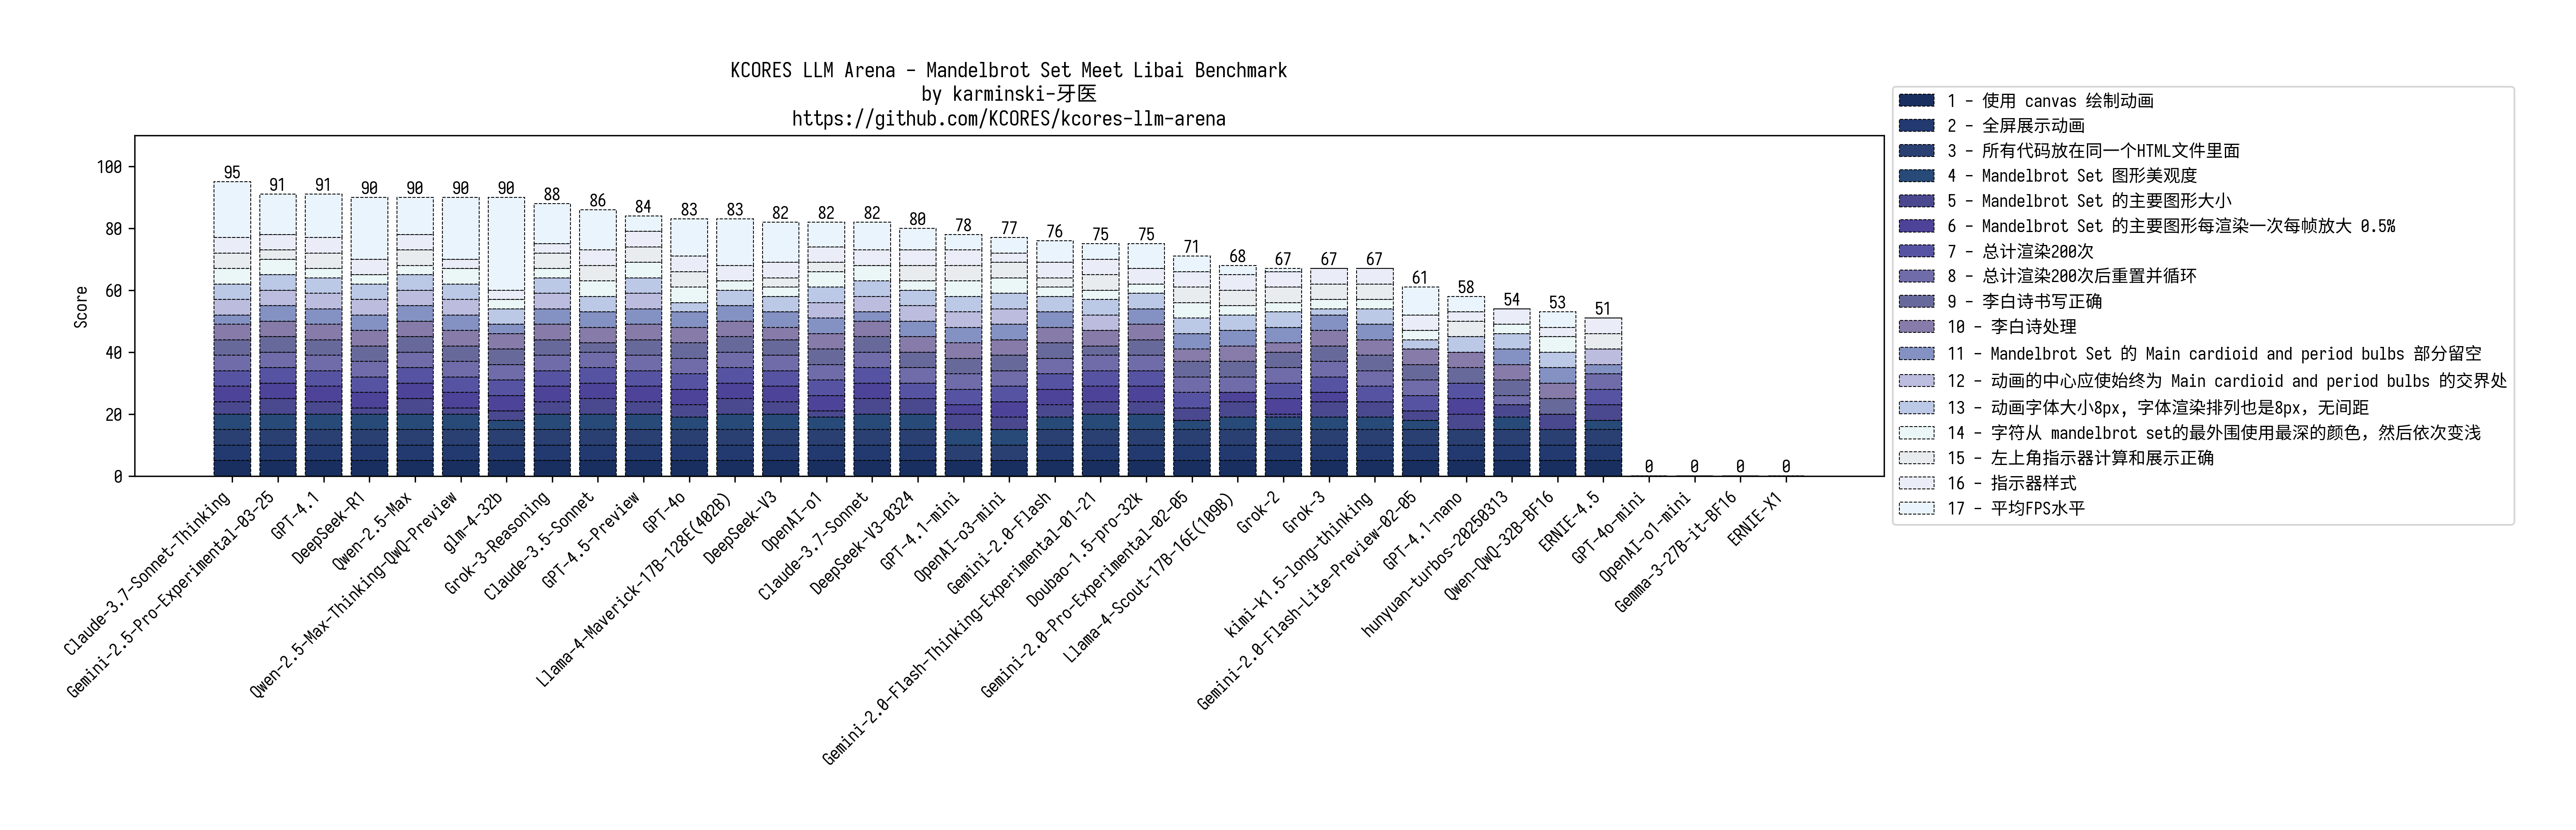 KCORES LLM Arena - Mandelbrot Set Meet Libai Benchmark
by karminski-牙医
https://github.com/KCORES/kcores-llm-arena
Score
100
80
60
40
20
0
95
91
91
90
90
90
90
88
86
84
83
83
82
82
82
80
78
77
76
75
75
71
68
67
67
67
61
58
54
53
51
0
0
0
0
Claude-3.7-Sonnet-Thinking
Gemini-2.5-Pro-Experimental-03-25
GPT-4.1
DeepSeek-R1
Qwen-2.5-Max
Qwen-2.5-Max-Thinking-QwQ-Preview
glm-4-32b
Grok-3-Reasoning
Claude-3.5-Sonnet
GPT-4.5-Preview
GPT-4o
Llama-4-Maverick-17B-128E(402B)
DeepSeek-V3
OpenAI-o1
Claude-3.7-Sonnet
DeepSeek-V3-0324
GPT-4.1-mini
OpenAI-o3-mini
Gemini-2.0-Flash
Gemini-2.0-Flash-Thinking-Experimental-01-21
Doubao-1.5-pro-32k
Gemini-2.0-Pro-Experimental-02-05
Llama-4-Scout-17B-16E(109B)
Grok-2
Grok-3
kimi-k1.5-long-thinking
Gemini-2.0-Flash-Lite-Preview-02-05
GPT-4.1-nano
hunyuan-turbos-20250313
Qwen-QwQ-32B-BF16
ERNIE-4.5
GPT-4o-mini
OpenAI-o1-mini
Gemma-3-27B-it-BF16
ERNIE-X1
1 - 使用 canvas 绘制动画
2 - 全屏展示动画
3 - 所有代码放在同一个HTML文件里面
4 - Mandelbrot Set 图形美观度
5 - Mandelbrot Set 的主要图形大小
6 - Mandelbrot Set 的主要图形每渲染一次每帧放大 0.5%
7 - 总计渲染200次
8 - 总计渲染200次后重置并循环
9 - 李白诗书写正确
10 - 李白诗处理
11 - Mandelbrot Set 的 Main cardioid and period bulbs 部分留空
12 - 动画的中心应使始终为 Main cardioid and period bulbs 的交界处
13 - 动画字体大小8px, 字体渲染排列也是8px，无间距
14 - 字符从 mandelbrot set的最外围使用最深的颜色，然后依次变浅
15 - 左上角指示器计算和展示正确
16 - 指示器样式
17 - 平均FPS水平